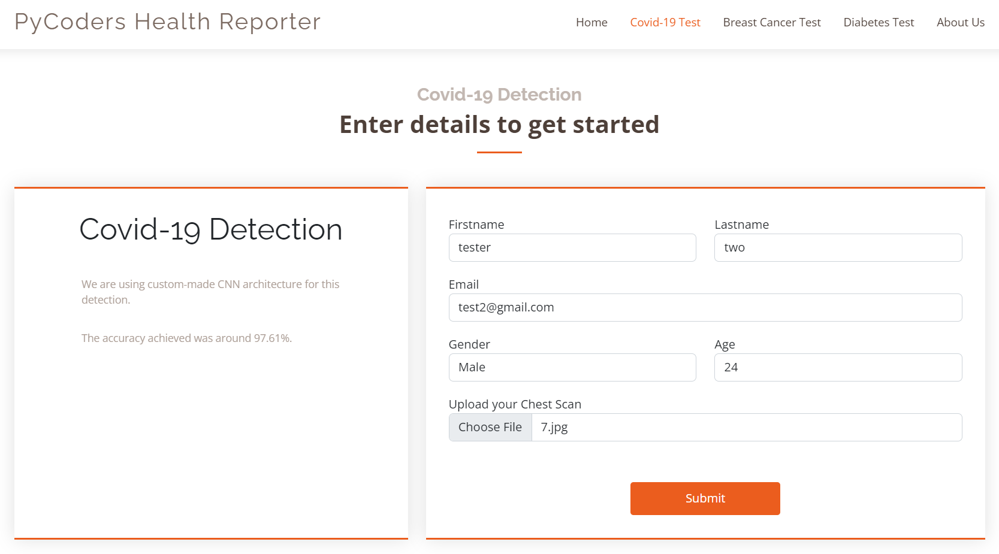 PyCoders Health Reporter
Home Covid-19 Test Breast Cancer Test Diabetes Test About Us
Covid-19 Detection
Enter details to get started
Covid-19 Detection
We are using custom-made CNN architecture for this
detection.
The accuracy achieved was around 97.61%.
Firstname Lastname
tester two
Email
test2@gmail.com
Gender Age
Male 24
Upload your Chest Scan
Choose File 7.jpg
Submit